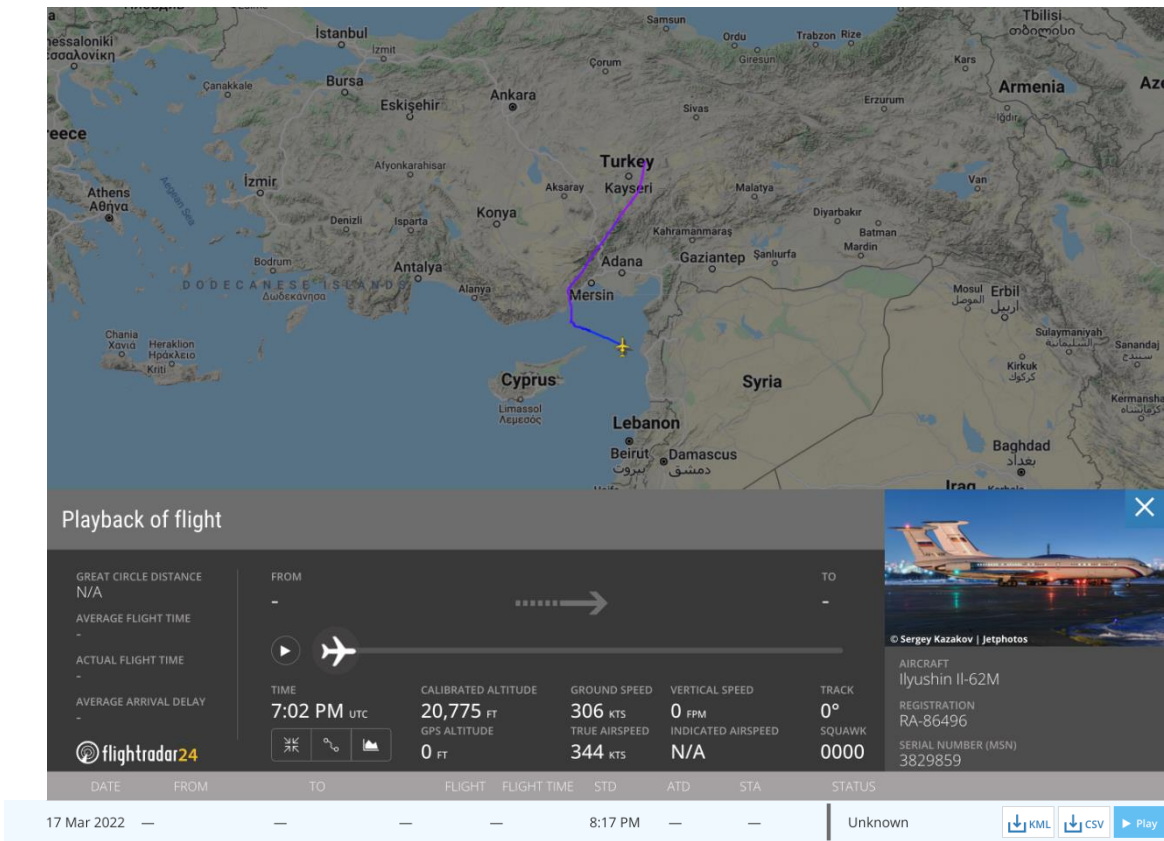 Samsun
Tbilisi
თბილისი
İstanbul
İzmit
Ordu
Trabzon
Rize
Giresun
Çorum
Kars
Armenia
Çanakkale
Bursa
Eskişehir
Ankara
Sivas
Erzurum
Iğdır
Afyonkarahisar
Turkey
Athens
Αθήνα
Aegean Sea
İzmir
Aksaray
Kayseri
Malatya
Van
Denizli
Isparta
Konya
Diyarbakır
Batman
Kahramanmaraş
Mardin
Bodrum
Antalya
Adana
Gaziantep
Şanlıurfa
DODECANESE ISLANDS
Δωδεκάνησα
Alanya
Mersin
Mosul
الموصل
Erbil
أربيل
Chania
Χανιά
Heraklion
Ηράκλειο
Kriti
Sulaymaniyah
السليمانية
Sanandaj
سنندج
Kirkuk
كركوك
Cyprus
Syria
Limassol
Λεμεσός
Lebanon
Beirut
بيروت
Damascus
دمشق
Baghdad
بغداد
Iraq
Playback of flight
GREAT CIRCLE DISTANCE
N/A
AVERAGE FLIGHT TIME
-
ACTUAL FLIGHT TIME
-
AVERAGE ARRIVAL DELAY
-
flightradar24
FROM
-
TO
-
TIME
7:02 PM UTC
CALIBRATED ALTITUDE
20,775 FT
GPS ALTITUDE
0 FT
GROUND SPEED
306 KTS
TRUE AIRSPEED
344 KTS
VERTICAL SPEED
0 FPM
INDICATED AIRSPEED
N/A
TRACK
0°
SQUAWK
0000
© Sergey Kazakov | Jetphotos
AIRCRAFT
Ilyushin Il-62M
REGISTRATION
RA-86496
SERIAL NUMBER (MSN)
3829859
DATE FROM TO FLIGHT FLIGHT TIME STD ATD STA STATUS
17 Mar 2022 — — — — 8:17 PM — — Unknown KML CSV Play